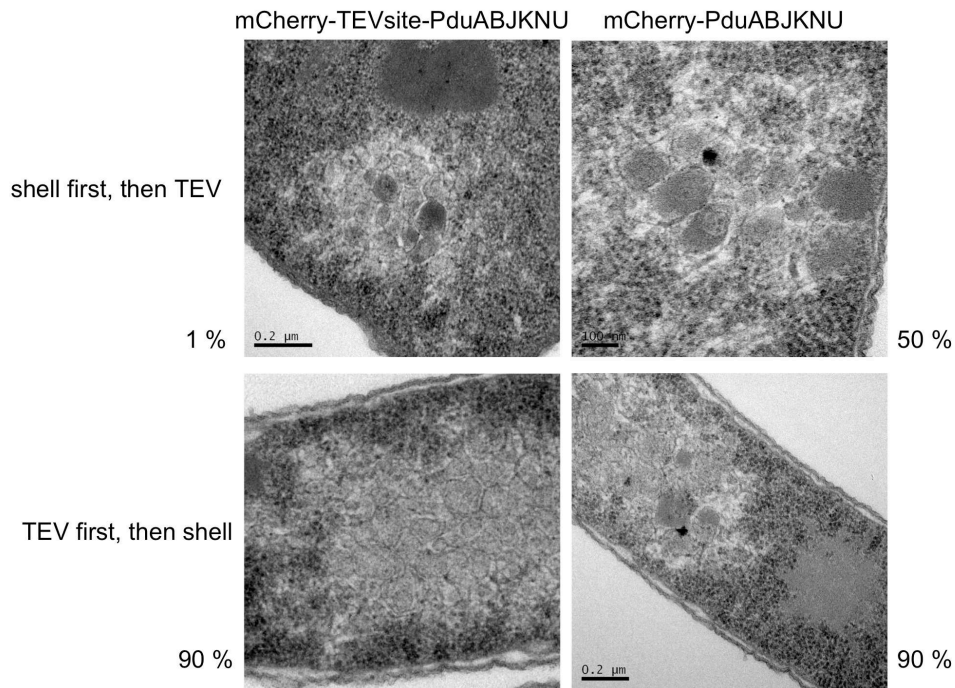 mCherry-TEVsite-PduABJKNU
mCherry-PduABJKNU
shell first, then TEV
0.2 µm
100 nm
1 %
50 %
TEV first, then shell
0.2 µm
90 %
90 %